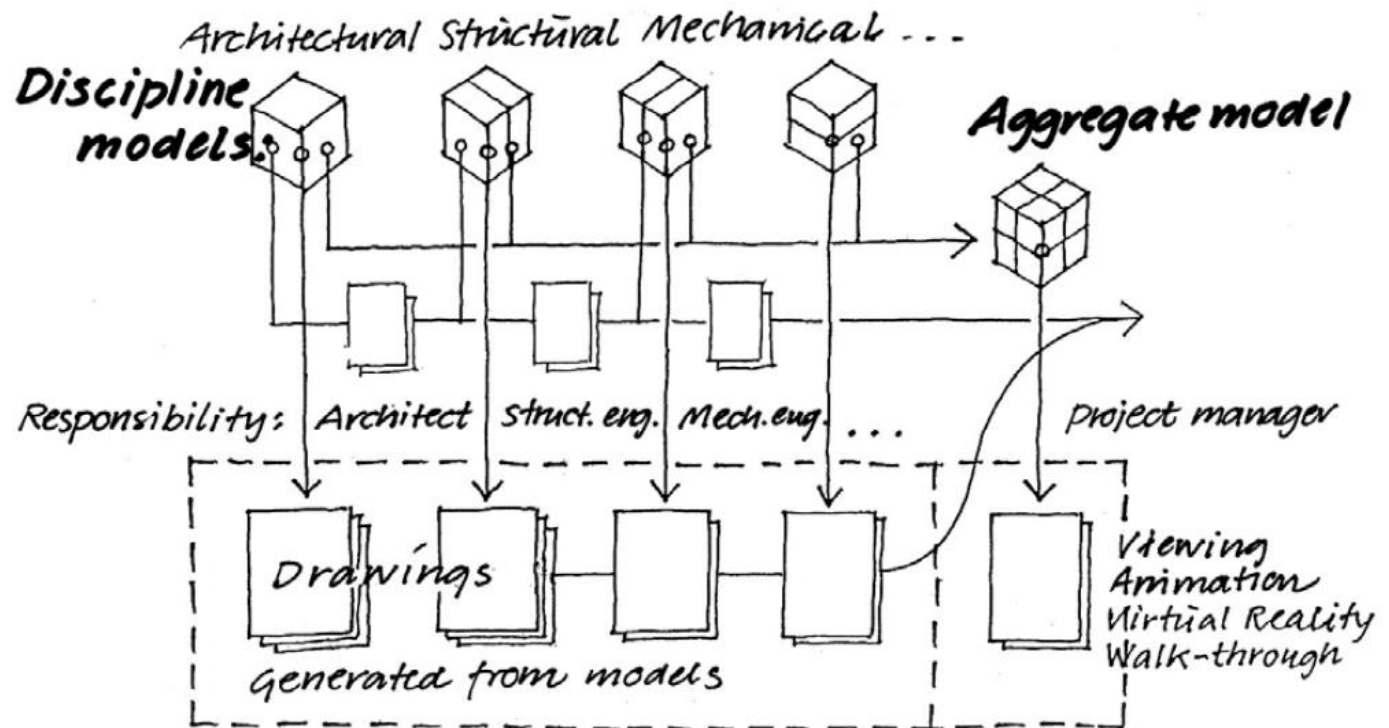 Architectural Structural Mechanical ...
Discipline
models:
Aggregate model
Responsibility: Architect Struct. eng. Mech. eng. ... project manager
Drawings
Generated from models
Viewing
Animation
Virtual Reality
Walk-through